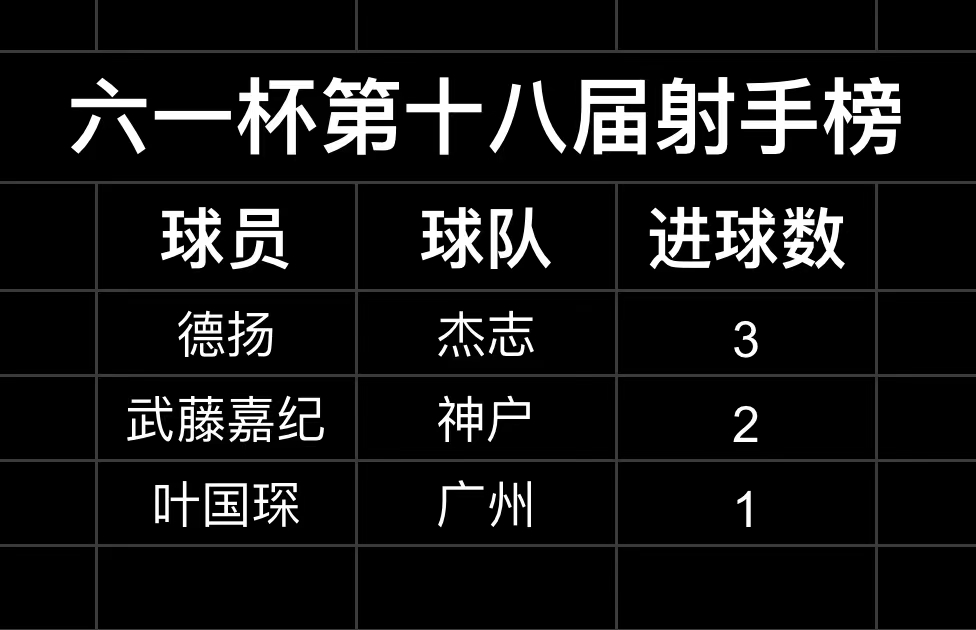 六一杯第十八届射手榜
球员 球队 进球数
德扬 杰志 3
武藤嘉纪 神户 2
叶国琛 广州 1